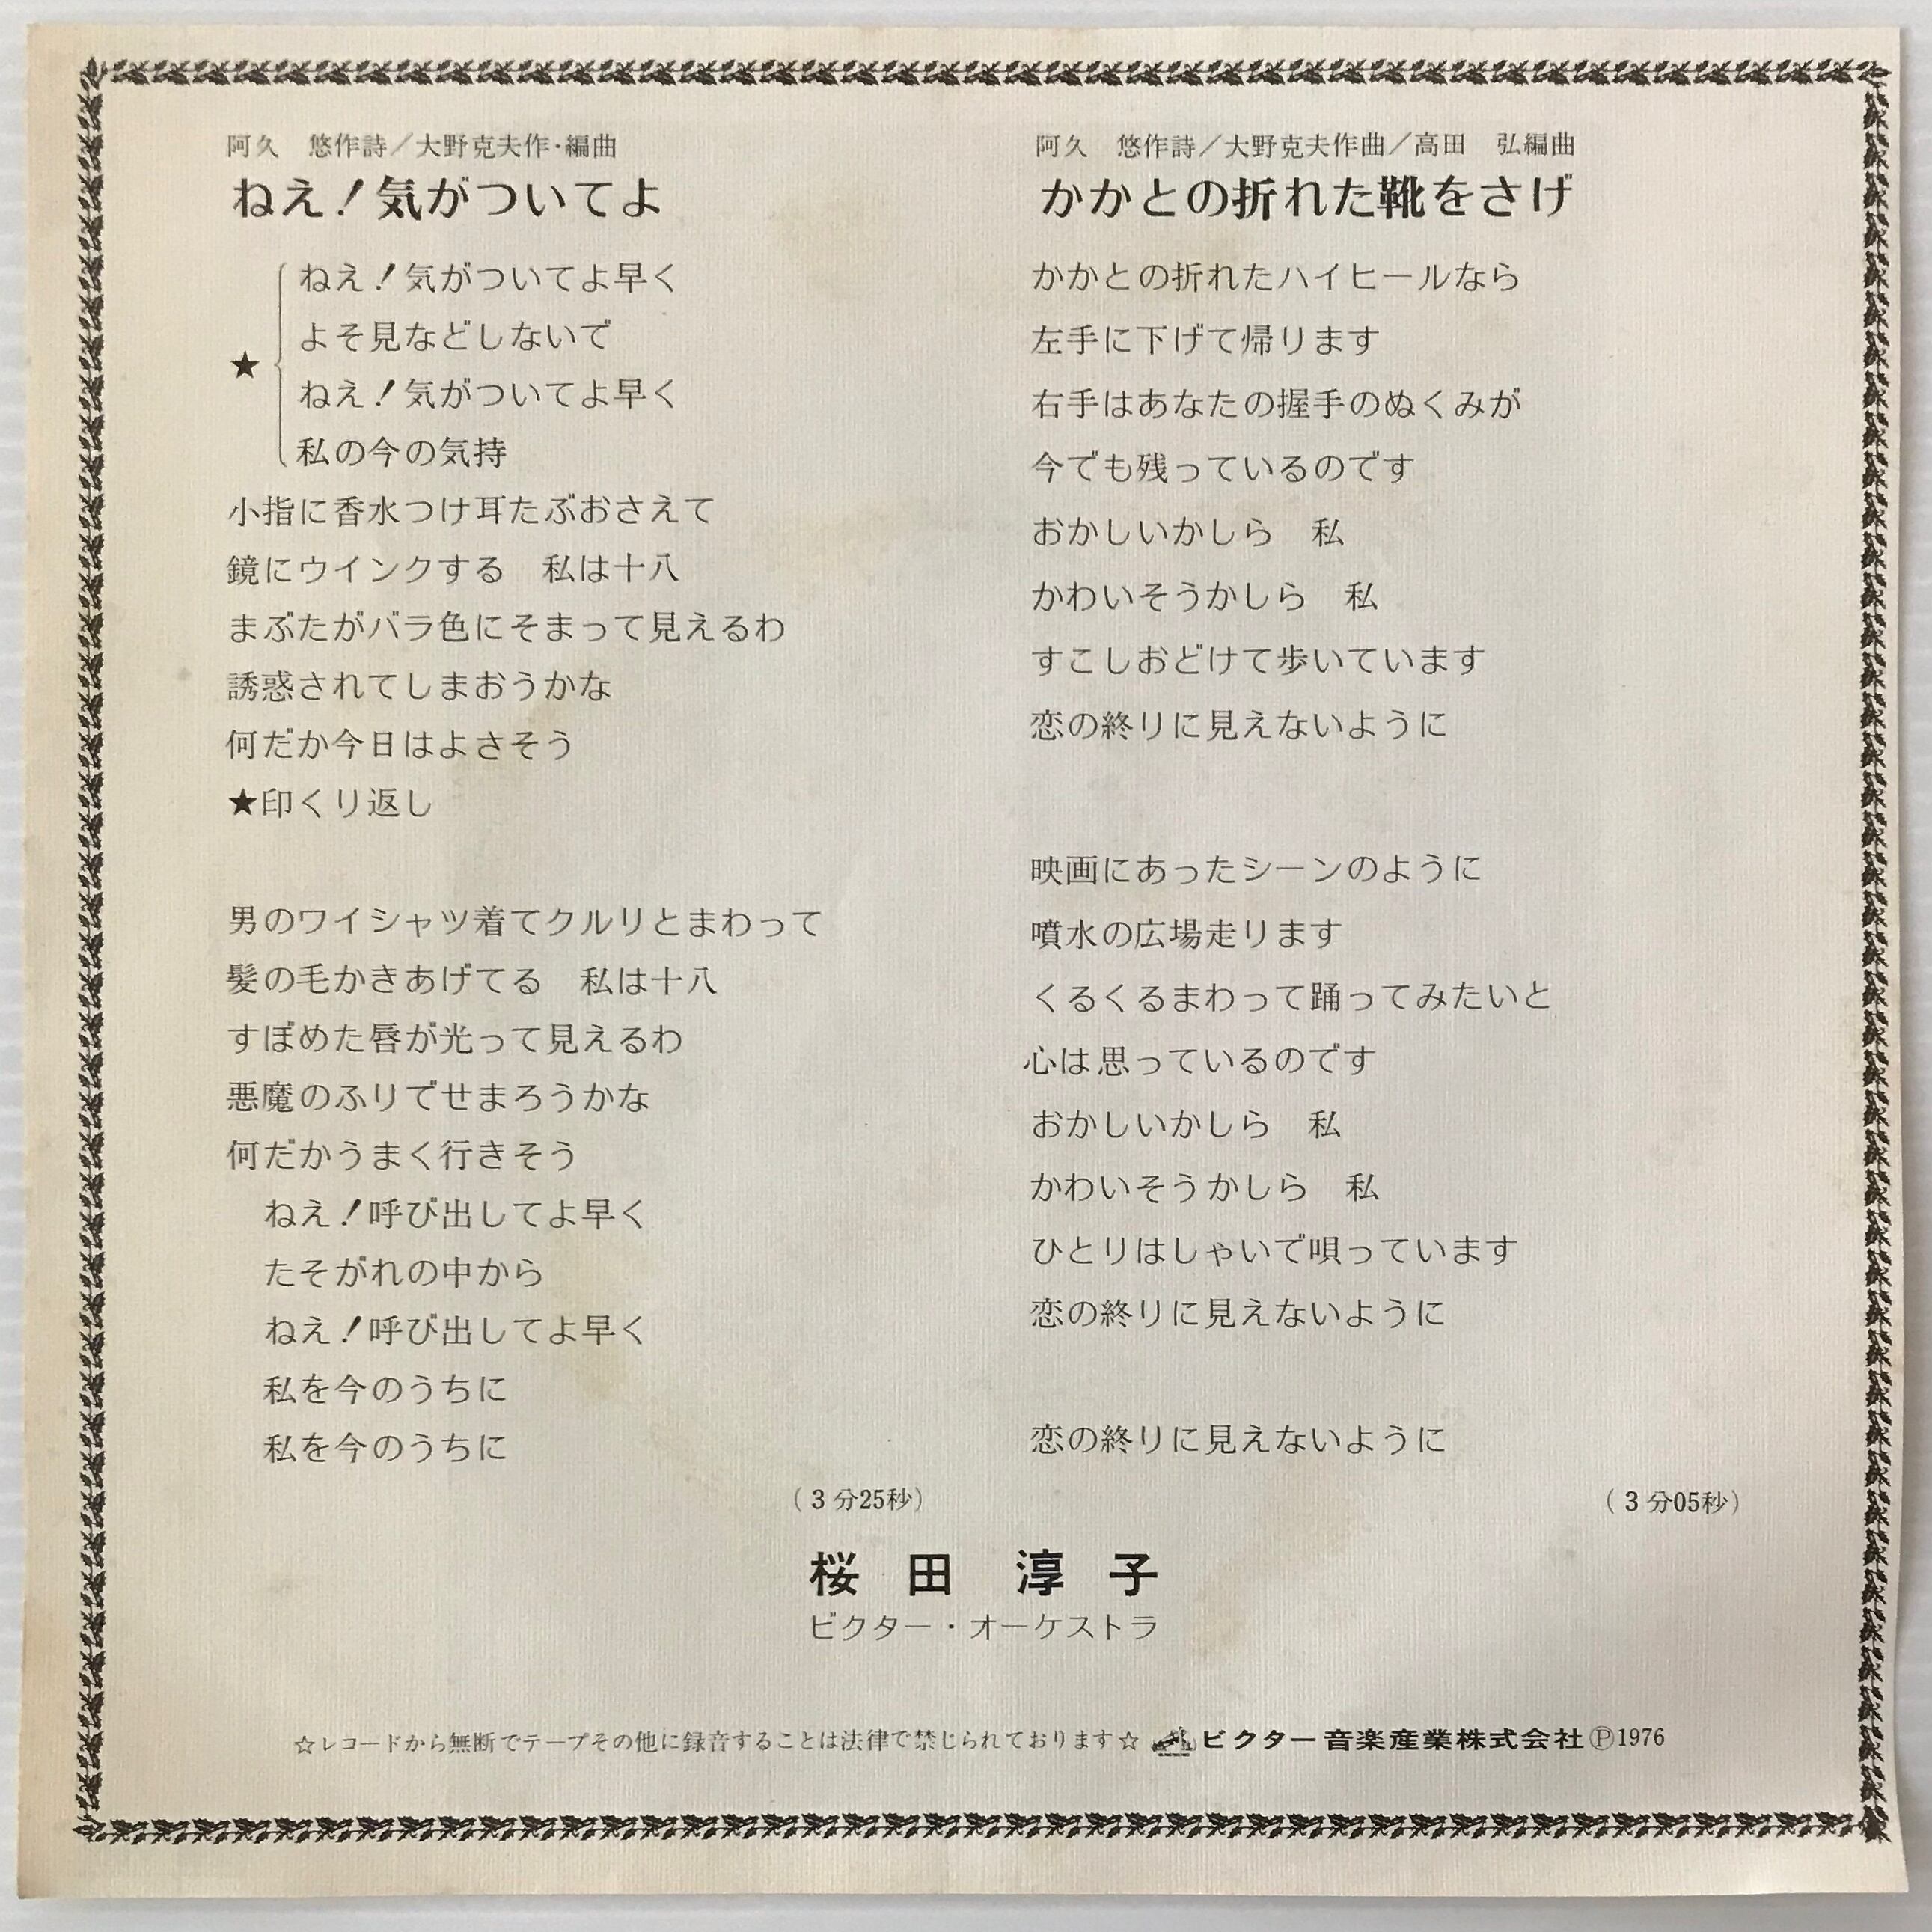 阿久　悠作詩／大野克夫作・編曲
ねえ！気がついてよ
ねえ！気がついてよ早く
よそ見などしないで
★
ねえ！気がついてよ早く
私の今の気持
小指に香水つけ耳たぶおさえて
鏡にウインクする　私は十八
まぶたがバラ色にそまって見えるわ
誘惑されてしまおうかな
何だか今日はよさそう
★印くり返し
男のワイシャツ着てクルリとまわって
髪の毛かきあげてる　私は十八
すぼめた唇が光って見えるわ
悪魔のふりでせまろうかな
何だかうまく行きそう
ねえ！呼び出してよ早く
たそがれの中から
ねえ！呼び出してよ早く
私を今のうちに
私を今のうちに
（３分25秒）
阿久　悠作詩／大野克夫作曲／高田　弘編曲
かかとの折れた靴をさげ
かかとの折れたハイヒールなら
左手に下げて帰ります
右手はあなたの握手のぬくみが
今でも残っているのです
おかしいかしら　私
かわいそうかしら　私
すこしおどけて歩いています
恋の終りに見えないように
映画にあったシーンのように
噴水の広場走ります
くるくるまわって踊ってみたいと
心は思っているのです
おかしいかしら　私
かわいそうかしら　私
ひとりはしゃいで唄っています
恋の終りに見えないように
恋の終りに見えないように
（３分05秒）
桜田　淳子
ビクター・オーケストラ
☆レコードから無断でテープその他に録音することは法律で禁じられております☆ ビクター音楽産業株式会社Ⓟ1976